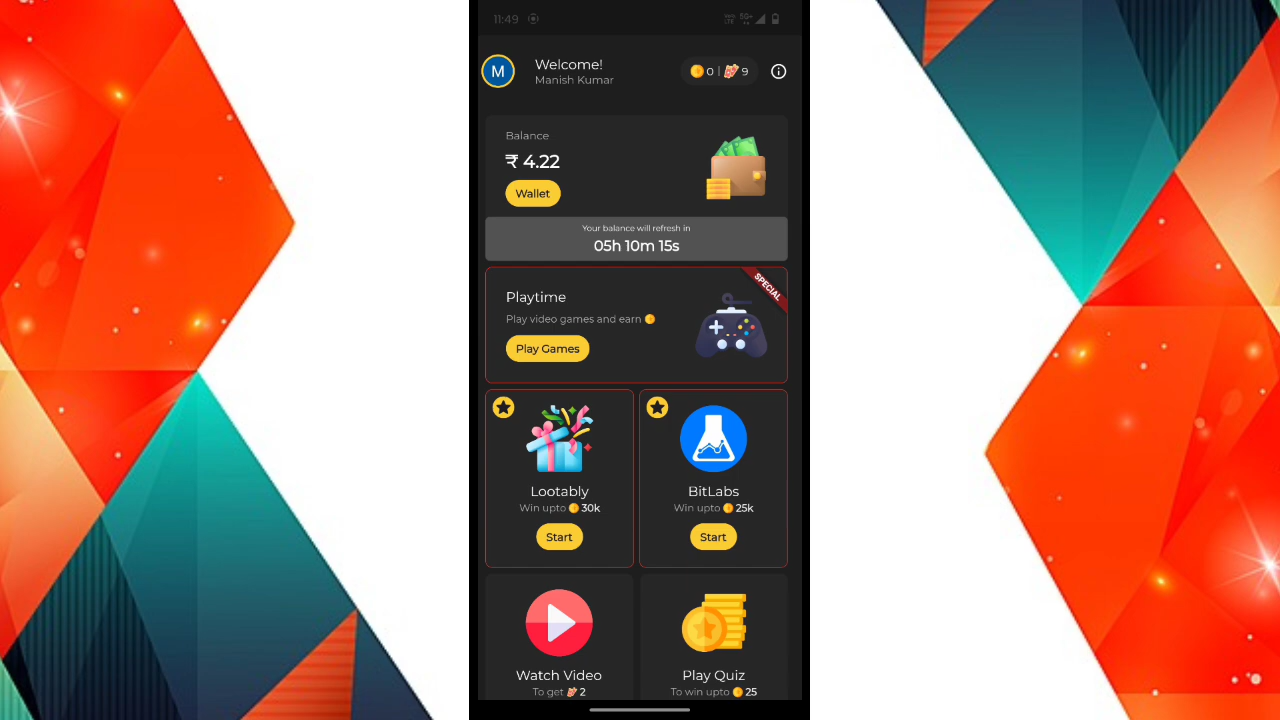 11:49
M
Welcome!
Manish Kumar
0 | 9
Balance
₹ 4.22
Wallet
Your balance will refresh in
05h 10m 15s
SPECIAL
Playtime
Play video games and earn
Play Games
Lootably
Win upto 30k
Start
BitLabs
Win upto 25k
Start
Watch Video
To get 2
Play Quiz
To win upto 25